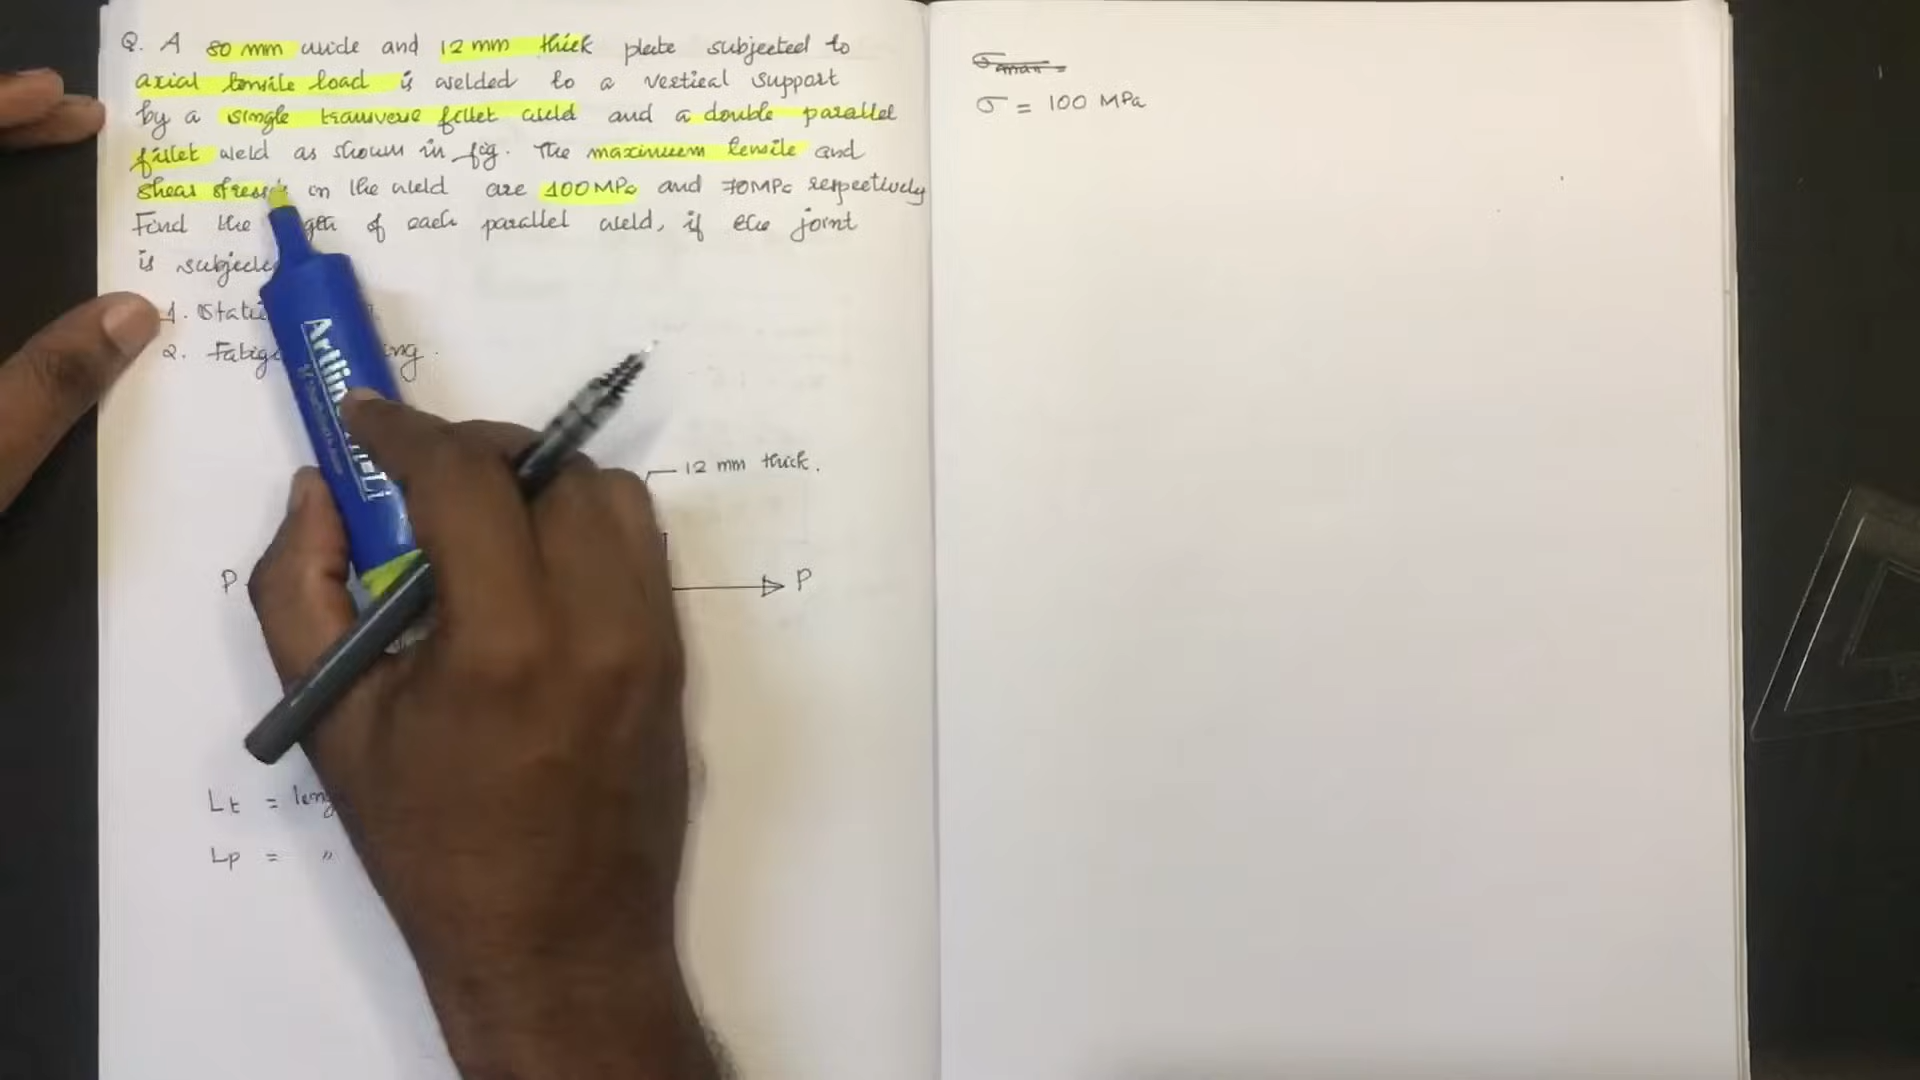 Q. A 80 mm wide and 12 mm thick plate subjected to
axial tensile load is welded to a vertical support
by a single transverse fillet weld and a double parallel
fillet weld as shown in fig. The maximum tensile and
shear stress in the weld are 100 MPa and 70 MPa respectively
Find the of each parallel weld, if the joint
is
1.
2.
12 mm thick.
P
P
Lt =
Lp = "
σmax =
σ = 100 MPa
Artline